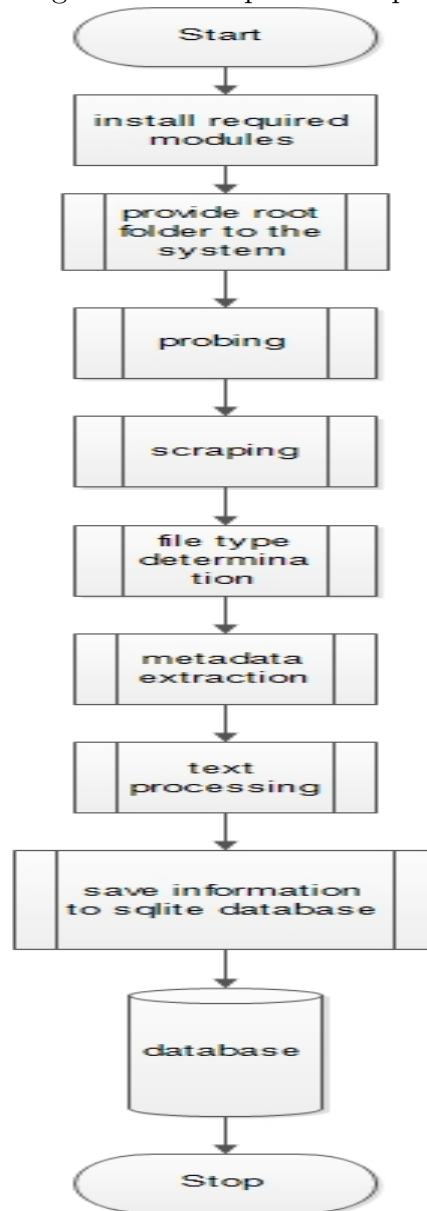 Start
install required
modules
provide root
folder to the
system
probing
scraping
file type
determina
tion
metadata
extraction
text
processing
save information
to sqlite database
database
Stop